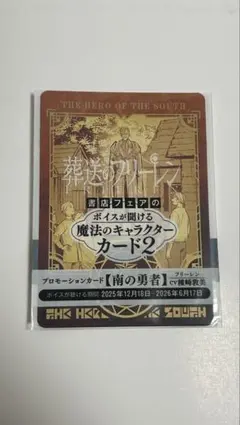 THE HERO OF THE SOUTH
葬送のフリーレン
書店フェアの
ボイスが聞ける
魔法のキャラクター
カード2
フリーレン
プロモーションカード【南の勇者】CV種﨑敦美
ボイスが聴ける期間 2025年12月18日-2026年6月17日
THE HERO OF THE SOUTH